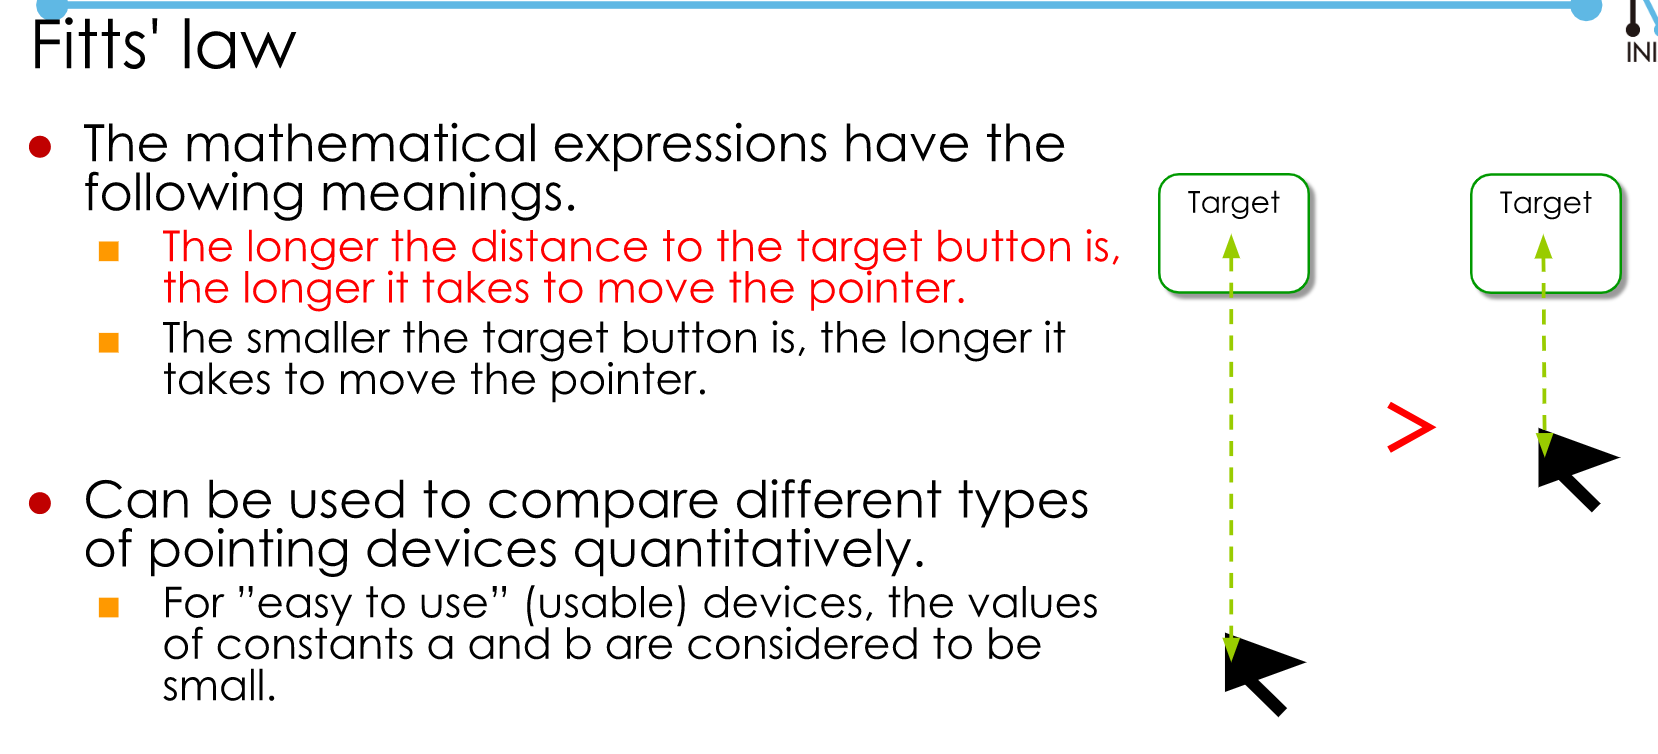 Fitts' law
INI
● The mathematical expressions have the
following meanings.
■ The longer the distance to the target button is,
the longer it takes to move the pointer.
■ The smaller the target button is, the longer it
takes to move the pointer.
● Can be used to compare different types
of pointing devices quantitatively.
■ For ”easy to use” (usable) devices, the values
of constants a and b are considered to be
small.
Target
>
Target